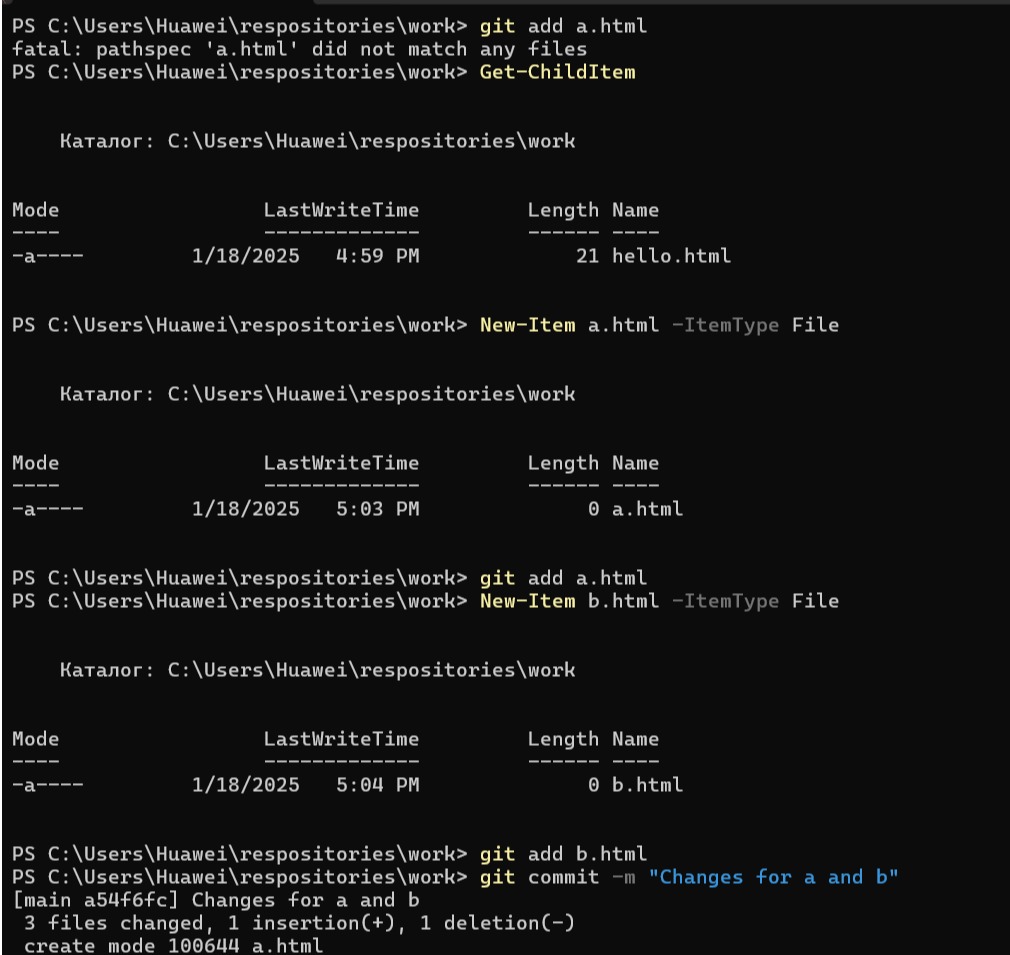 PS C:\Users\Huawei\respositories\work> git add a.html
fatal: pathspec 'a.html' did not match any files
PS C:\Users\Huawei\respositories\work> Get-ChildItem
Каталог: C:\Users\Huawei\respositories\work
Mode LastWriteTime Length Name
---- ------------- ------ ----
-a---- 1/18/2025 4:59 PM 21 hello.html
PS C:\Users\Huawei\respositories\work> New-Item a.html -ItemType File
Каталог: C:\Users\Huawei\respositories\work
Mode LastWriteTime Length Name
---- ------------- ------ ----
-a---- 1/18/2025 5:03 PM 0 a.html
PS C:\Users\Huawei\respositories\work> git add a.html
PS C:\Users\Huawei\respositories\work> New-Item b.html -ItemType File
Каталог: C:\Users\Huawei\respositories\work
Mode LastWriteTime Length Name
---- ------------- ------ ----
-a---- 1/18/2025 5:04 PM 0 b.html
PS C:\Users\Huawei\respositories\work> git add b.html
PS C:\Users\Huawei\respositories\work> git commit -m "Changes for a and b"
[main a54f6fc] Changes for a and b
3 files changed, 1 insertion(+), 1 deletion(-)
create mode 100644 a.html